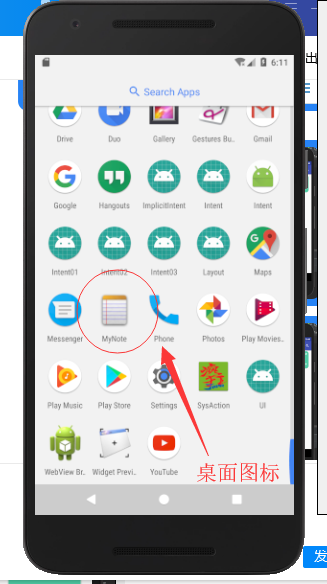 出
6:11
Search Apps
Drive Duo Gallery Gestures Bu.. Gmail
Google Hangouts ImplicitIntent Intent Intent
Intent01 Intent02 Intent03 Layout Maps
Messenger MyNote Phone Photos Play Movies..
Play Music Play Store Settings SysAction UI
WebView Br.. Widget Previ.. YouTube
桌面图标
发